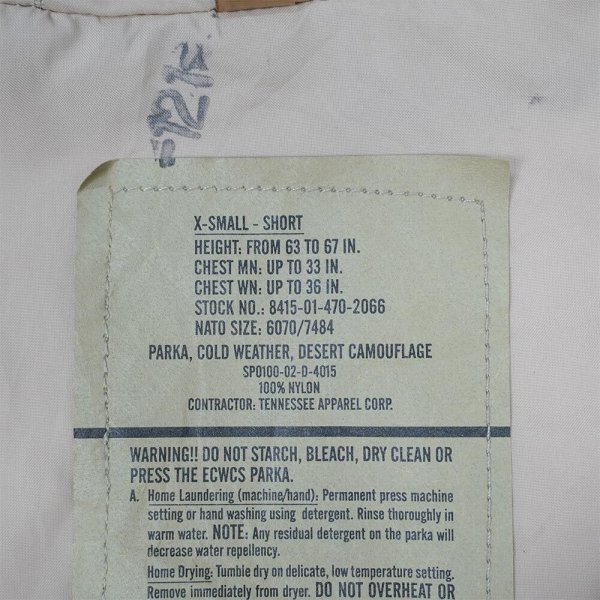 X-SMALL - SHORT
HEIGHT: FROM 63 TO 67 IN.
CHEST MN: UP TO 33 IN.
CHEST WN: UP TO 36 IN.
STOCK NO.: 8415-01-470-2066
NATO SIZE: 6070/7484
PARKA, COLD WEATHER, DESERT CAMOUFLAGE
SP0100-02-D-4015
100% NYLON
CONTRACTOR: TENNESSEE APPAREL CORP.
WARNING!! DO NOT STARCH, BLEACH, DRY CLEAN OR
PRESS THE ECWCS PARKA.
A. Home Laundering (machine/hand): Permanent press machine
setting or hand washing using detergent. Rinse thoroughly in
warm water. NOTE: Any residual detergent on the parka will
decrease water repellency.
Home Drying: Tumble dry on delicate, low temperature setting.
Remove immediately from dryer. DO NOT OVERHEAT OR